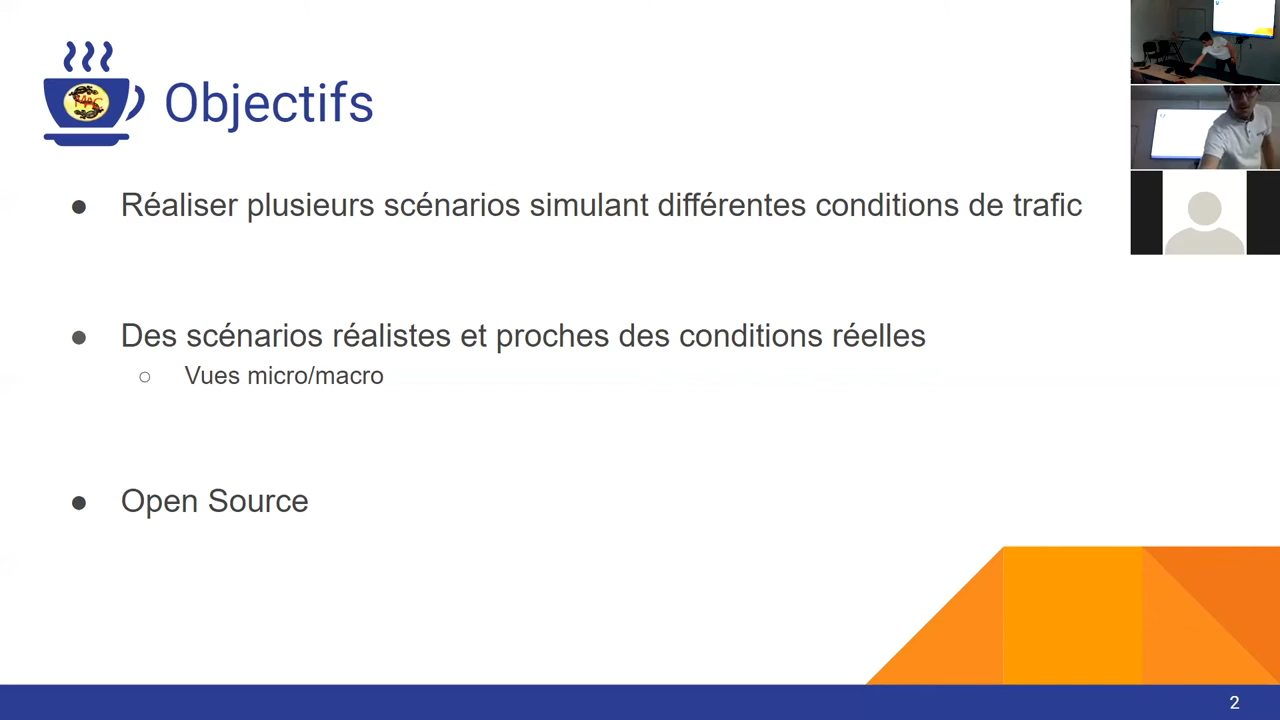 Objectifs
● Réaliser plusieurs scénarios simulant différentes conditions de trafic
● Des scénarios réalistes et proches des conditions réelles
○ Vues micro/macro
● Open Source
2